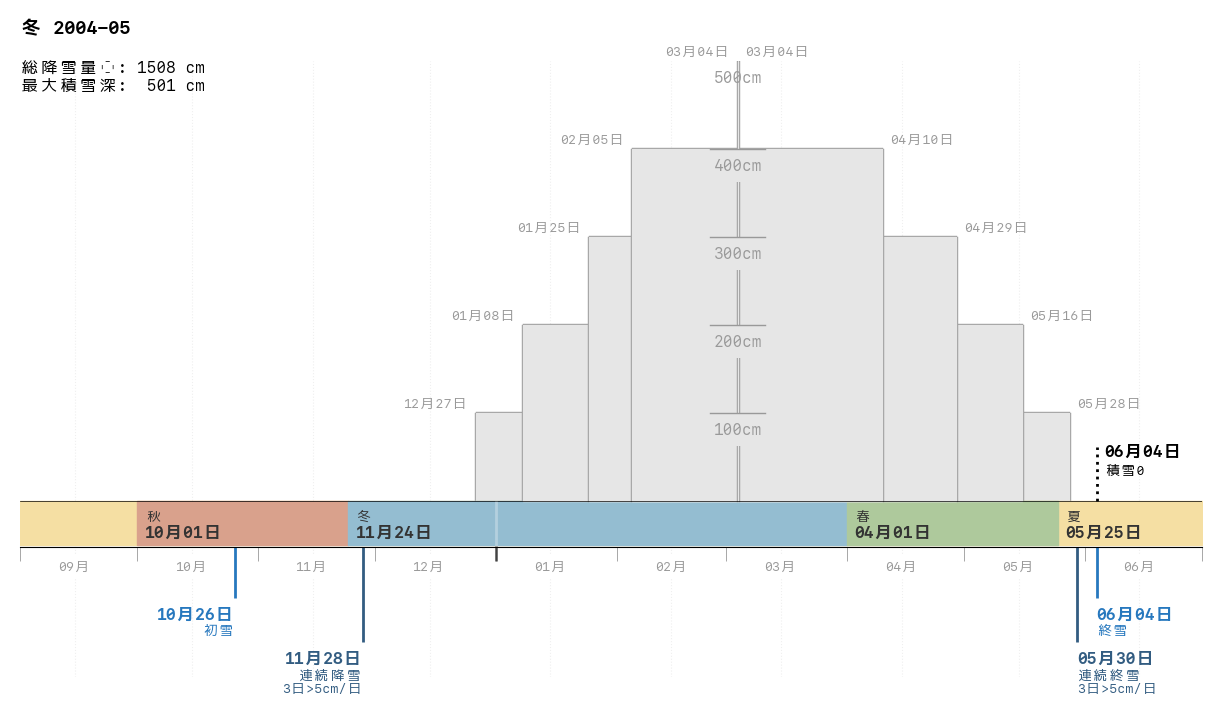 冬 2004-05
総降雪量: 1508 cm
最大積雪深: 501 cm
03月04日 03月04日
500cm
02月05日 04月10日
400cm
01月25日 04月29日
300cm
01月08日 05月16日
200cm
12月27日 05月28日
100cm
06月04日
積雪0
秋 冬 春 夏
10月01日 11月24日 04月01日 05月25日
09月 10月 11月 12月 01月 02月 03月 04月 05月 06月
10月26日 06月04日
初雪 終雪
11月28日 05月30日
連続降雪 連続終雪
3日>5cm/日 3日>5cm/日